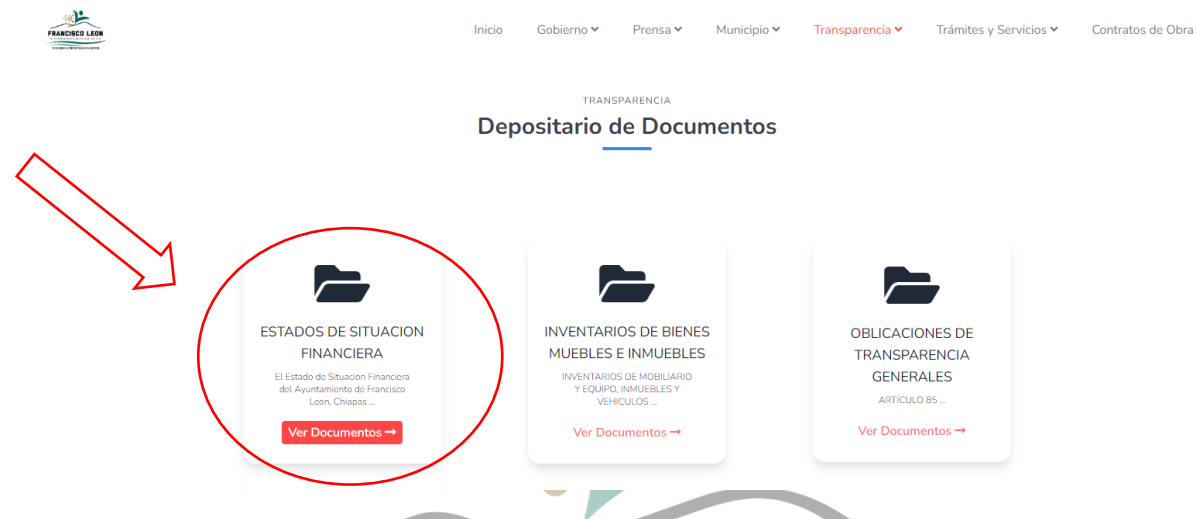 FRANCISCO LEON
Inicio Gobierno Prensa Municipio Transparencia Trámites y Servicios Contratos de Obra
TRANSPARENCIA
Depositario de Documentos
ESTADOS DE SITUACION
FINANCIERA
El Estado de Situacion Financiera
del Ayuntamiento de Francisco
Leon, Chiapas ...
Ver Documentos →
INVENTARIOS DE BIENES
MUEBLES E INMUEBLES
INVENTARIOS DE MOBILIARIO
Y EQUIPO, INMUEBLES Y
VEHICULOS ...
Ver Documentos →
OBLICACIONES DE
TRANSPARENCIA
GENERALES
ARTÍCULO 85 ...
Ver Documentos →